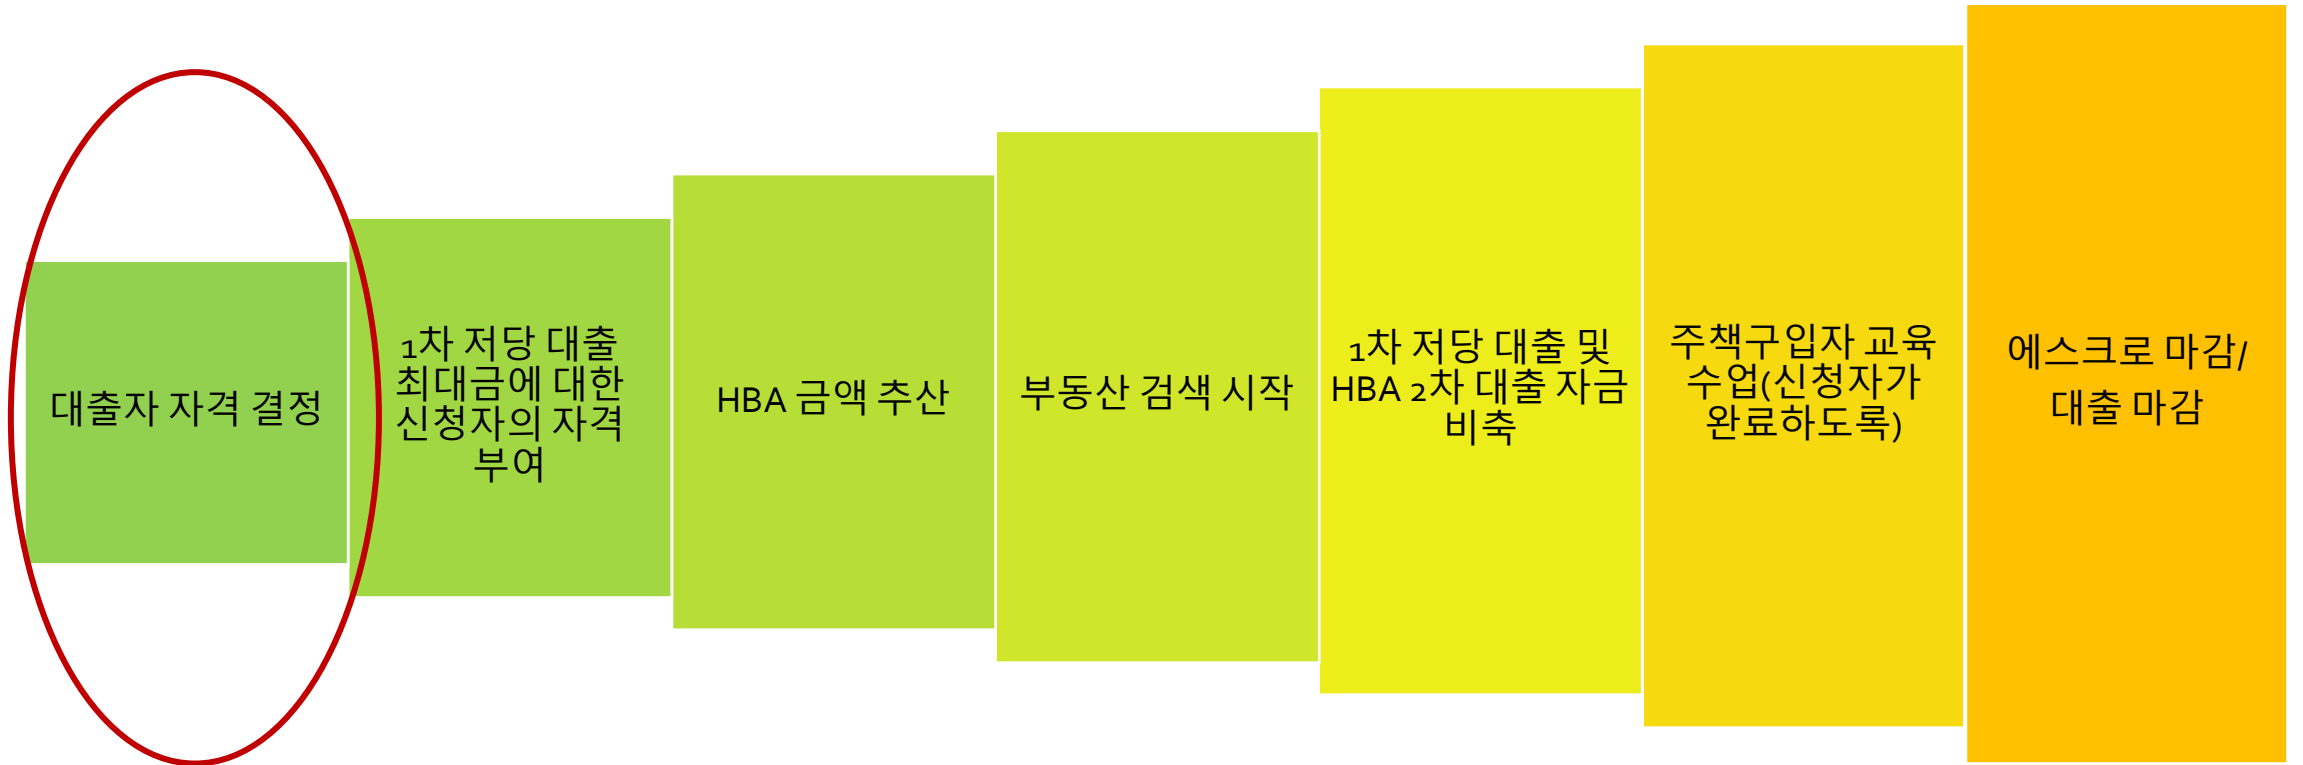 대출자 자격 결정
1차 저당 대출
최대금에 대한
신청자의 자격
부여
HBA 금액 추산
부동산 검색 시작
1차 저당 대출 및
HBA 2차 대출 자금
비축
주책구입자 교육
수업(신청자가
완료하도록)
에스크로 마감/
대출 마감